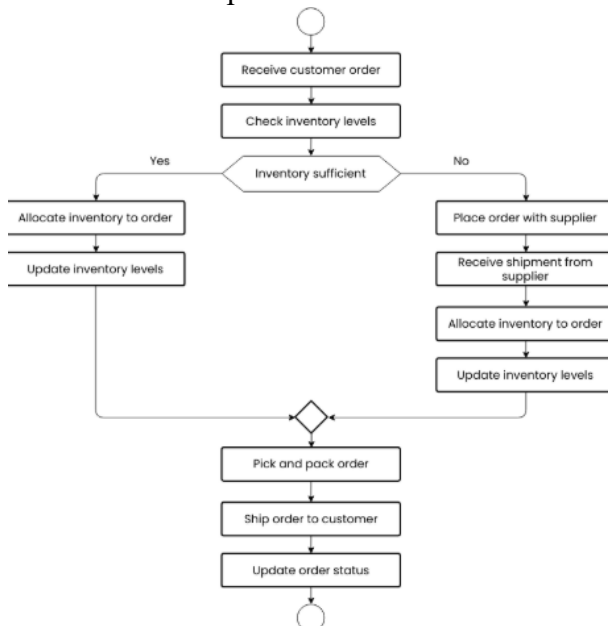 Receive customer order
Check inventory levels
Yes
Inventory sufficient
No
Allocate inventory to order
Update inventory levels
Place order with supplier
Receive shipment from
supplier
Allocate inventory to order
Update inventory levels
Pick and pack order
Ship order to customer
Update order status